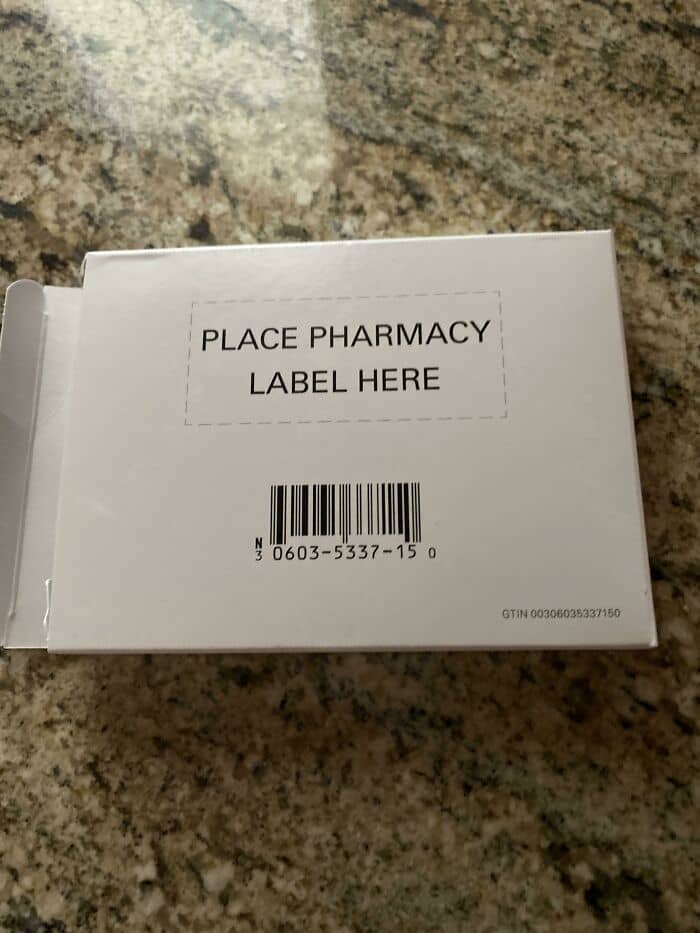 PLACE PHARMACY
LABEL HERE
N
3 0603-5337-15 0
GTIN 00306035337150